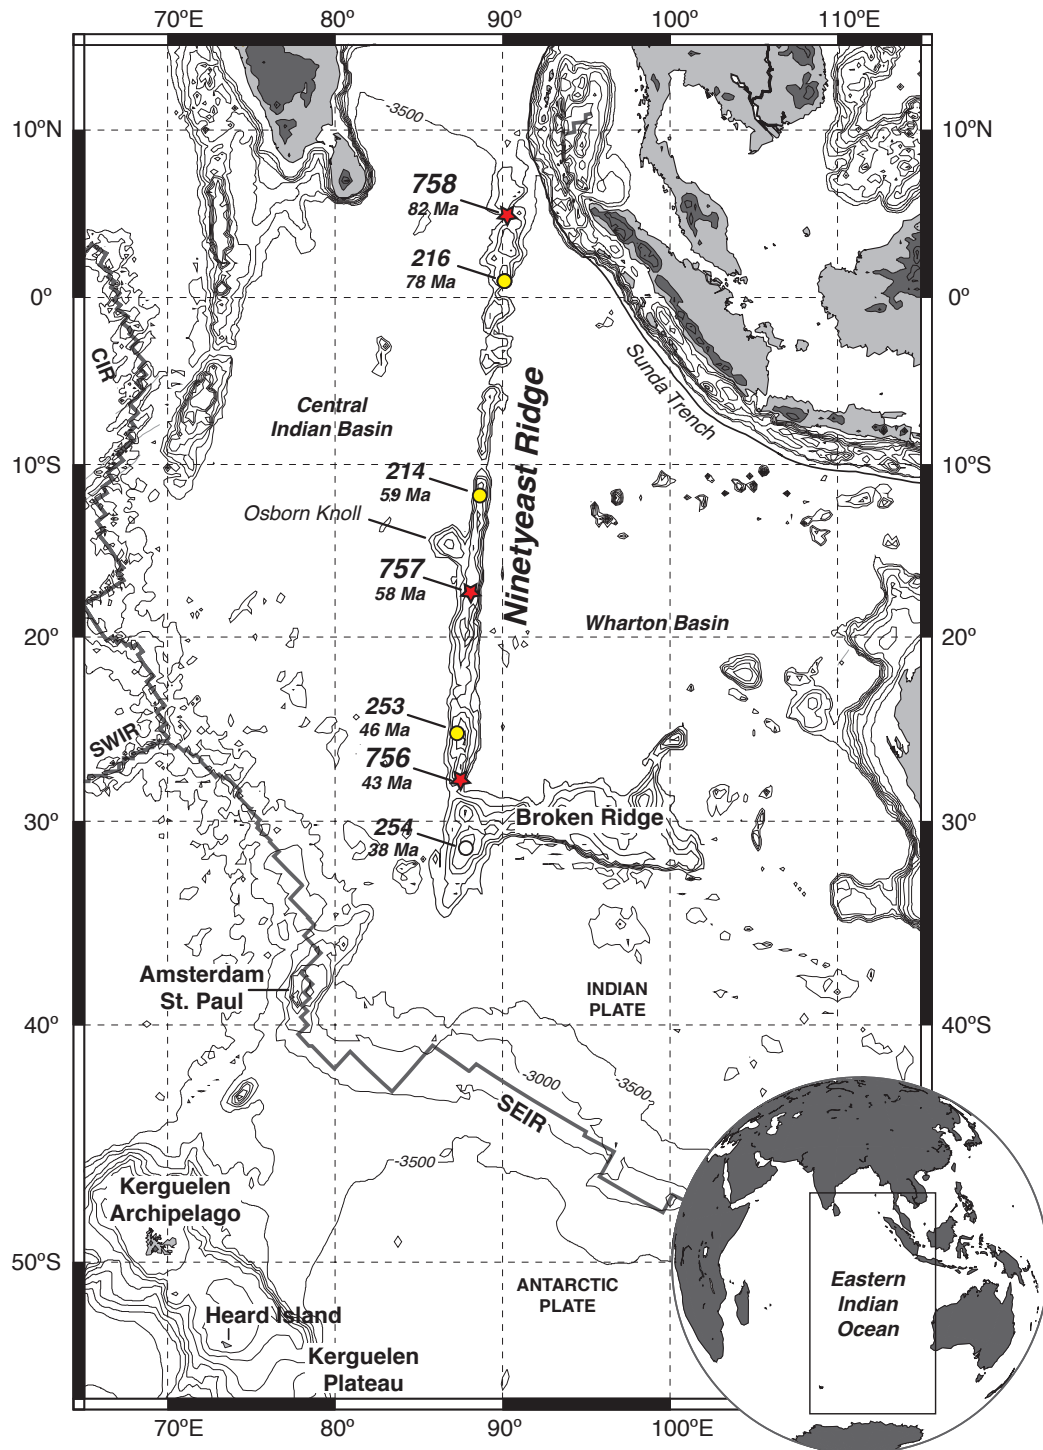 70ºE
80º
90º
100º
110ºE
-3500
10ºN
10ºN
758
82 Ma
216
78 Ma
0º
0º
CIR
Sunda Trench
Ninetyeast Ridge
Central
Indian Basin
10ºS
10ºS
214
59 Ma
Osborn Knoll
757
58 Ma
Wharton Basin
20º
20º
253
46 Ma
SWIR
756
43 Ma
Broken Ridge
30º
30º
254
38 Ma
Amsterdam
St. Paul
INDIAN
PLATE
40º
40ºS
-3000
-3500
SEIR
-3500
Kerguelen
Archipelago
50ºS
ANTARCTIC
PLATE
Eastern
Indian
Ocean
Heard Island
Kerguelen
Plateau
70ºE
80º
90º
100ºE